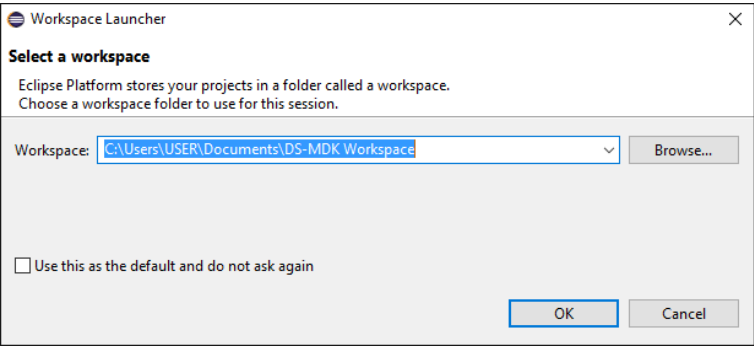 Workspace Launcher
Select a workspace
Eclipse Platform stores your projects in a folder called a workspace.
Choose a workspace folder to use for this session.
Workspace: C:\Users\USER\Documents\DS-MDK Workspace Browse...
Use this as the default and do not ask again
OK Cancel